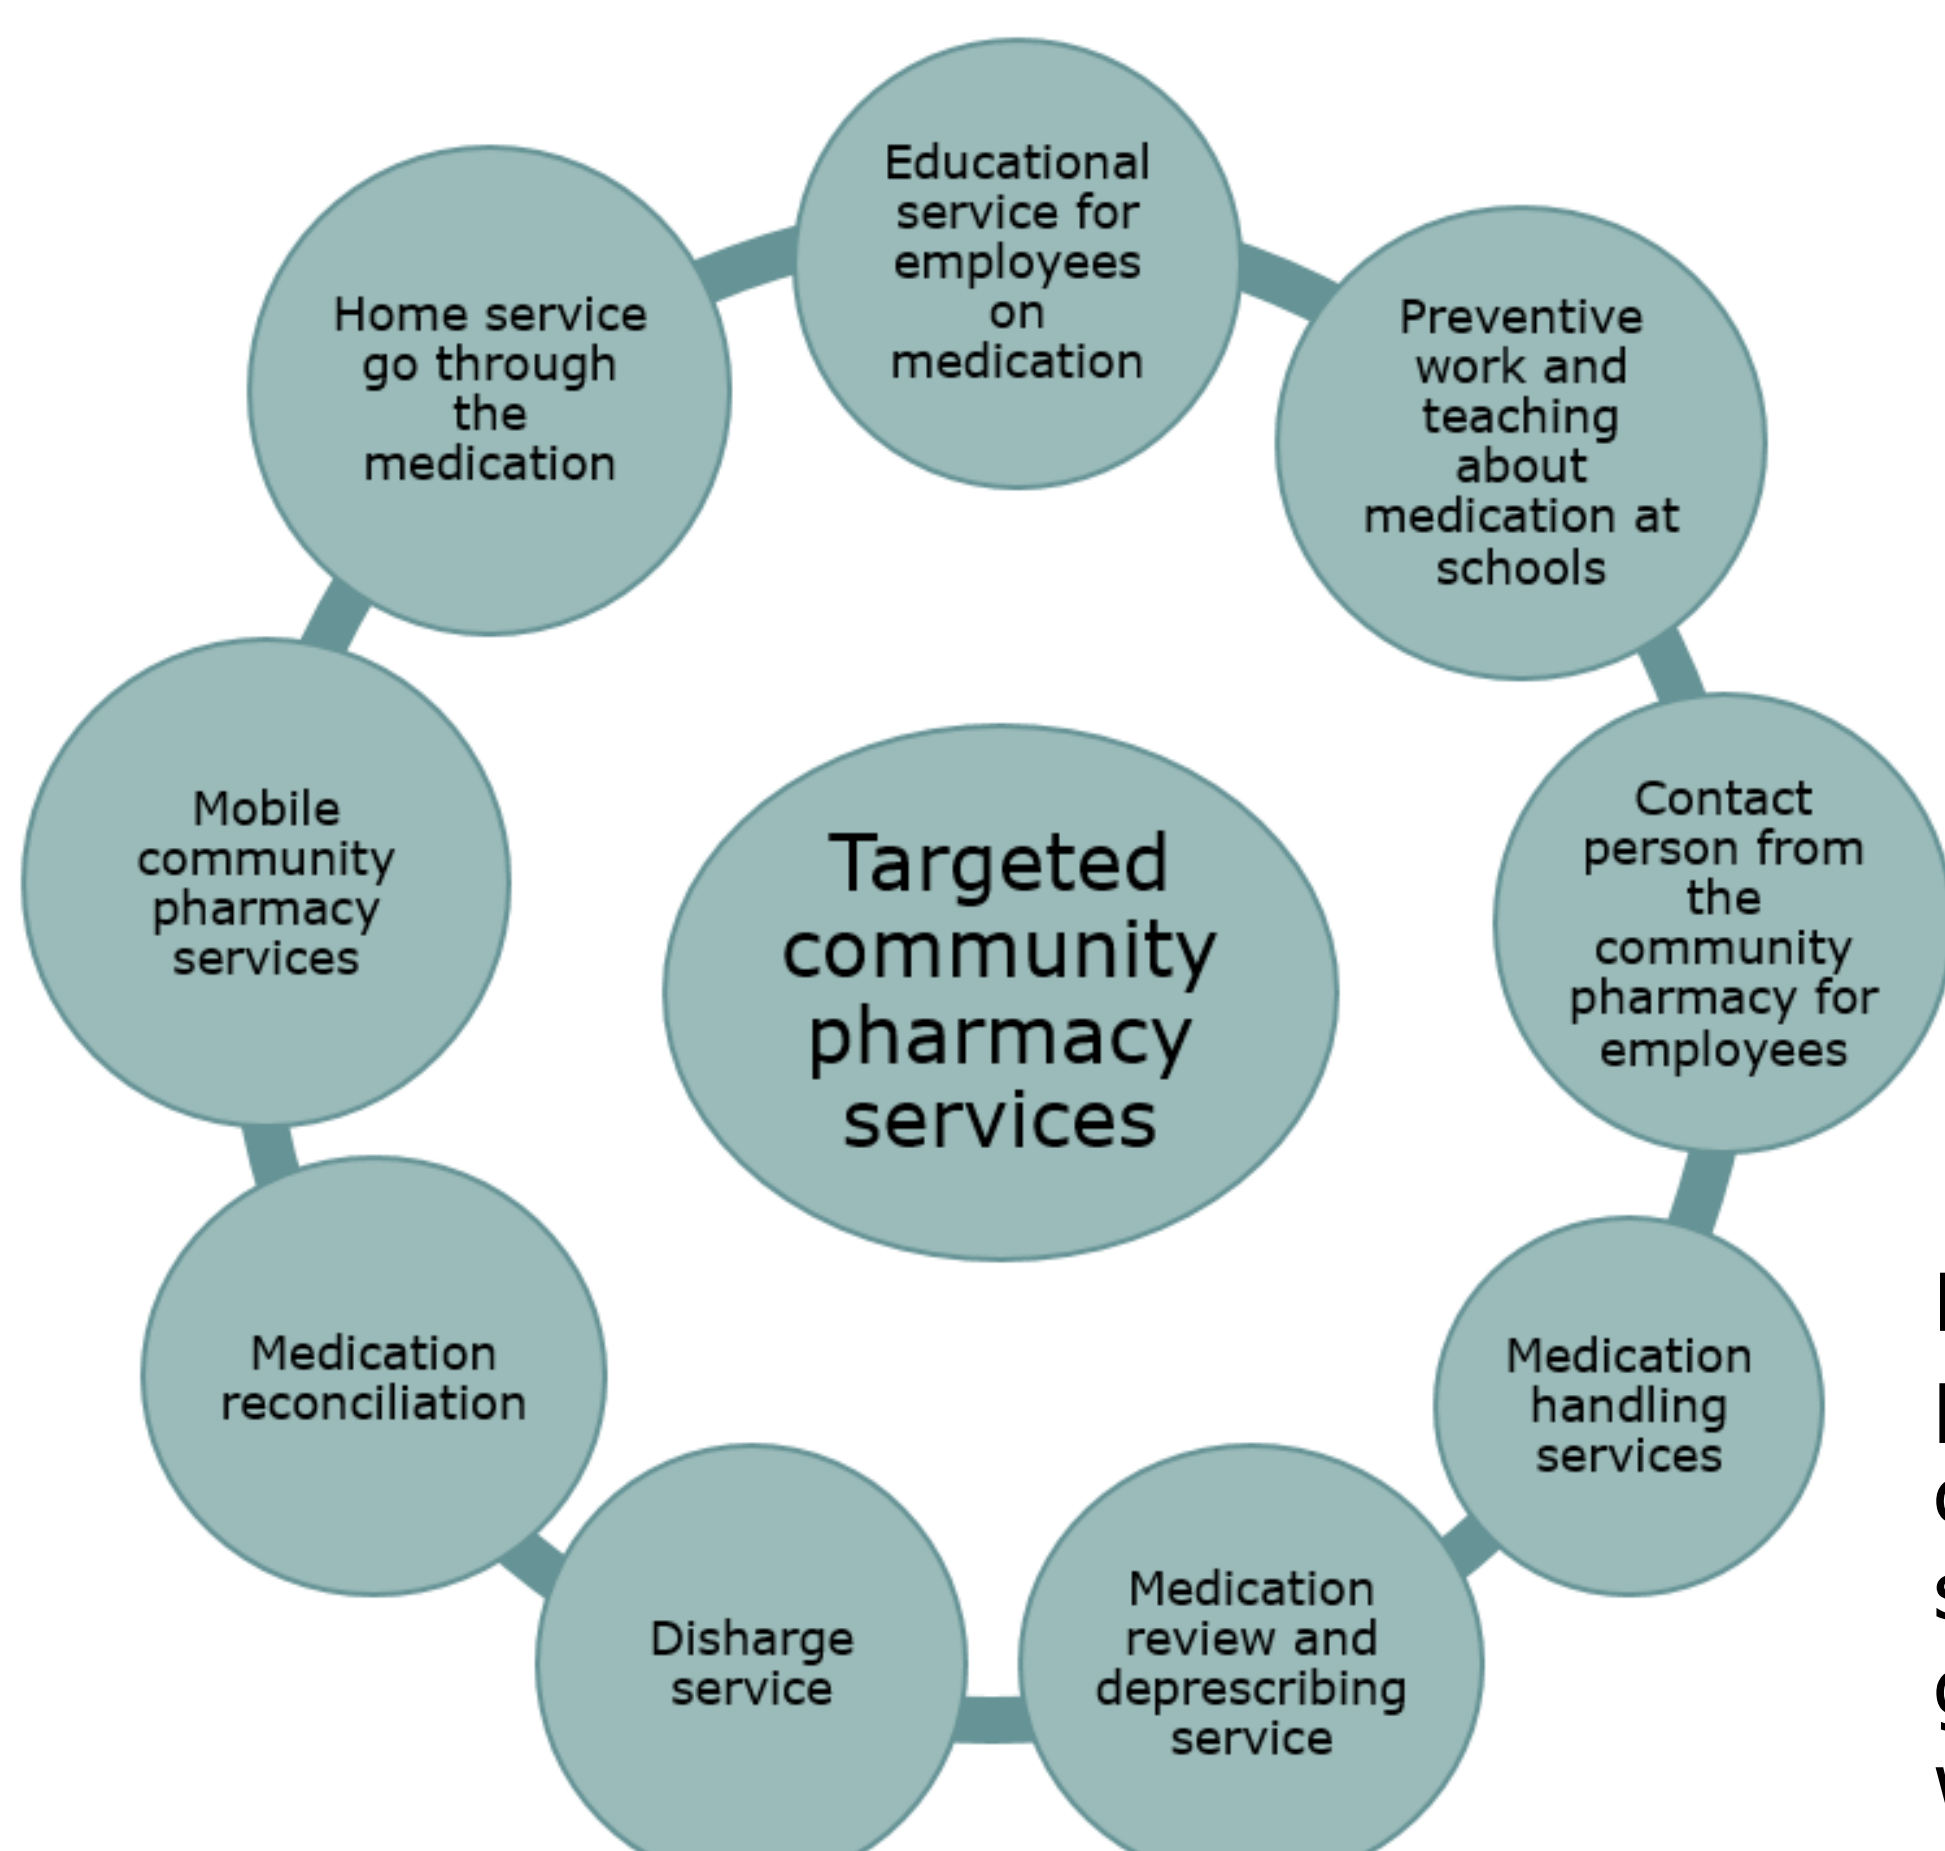 Educational
service for
employees
on
medication
Preventive
work and
teaching
about
medication at
schools
Contact
person from
the
community
pharmacy for
employees
Medication
handling
services
Medication
review and
deprescribing
service
Disharge
service
Medication
reconciliation
Mobile
community
pharmacy
services
Home service
go through
the
medication
Targeted
community
pharmacy
services